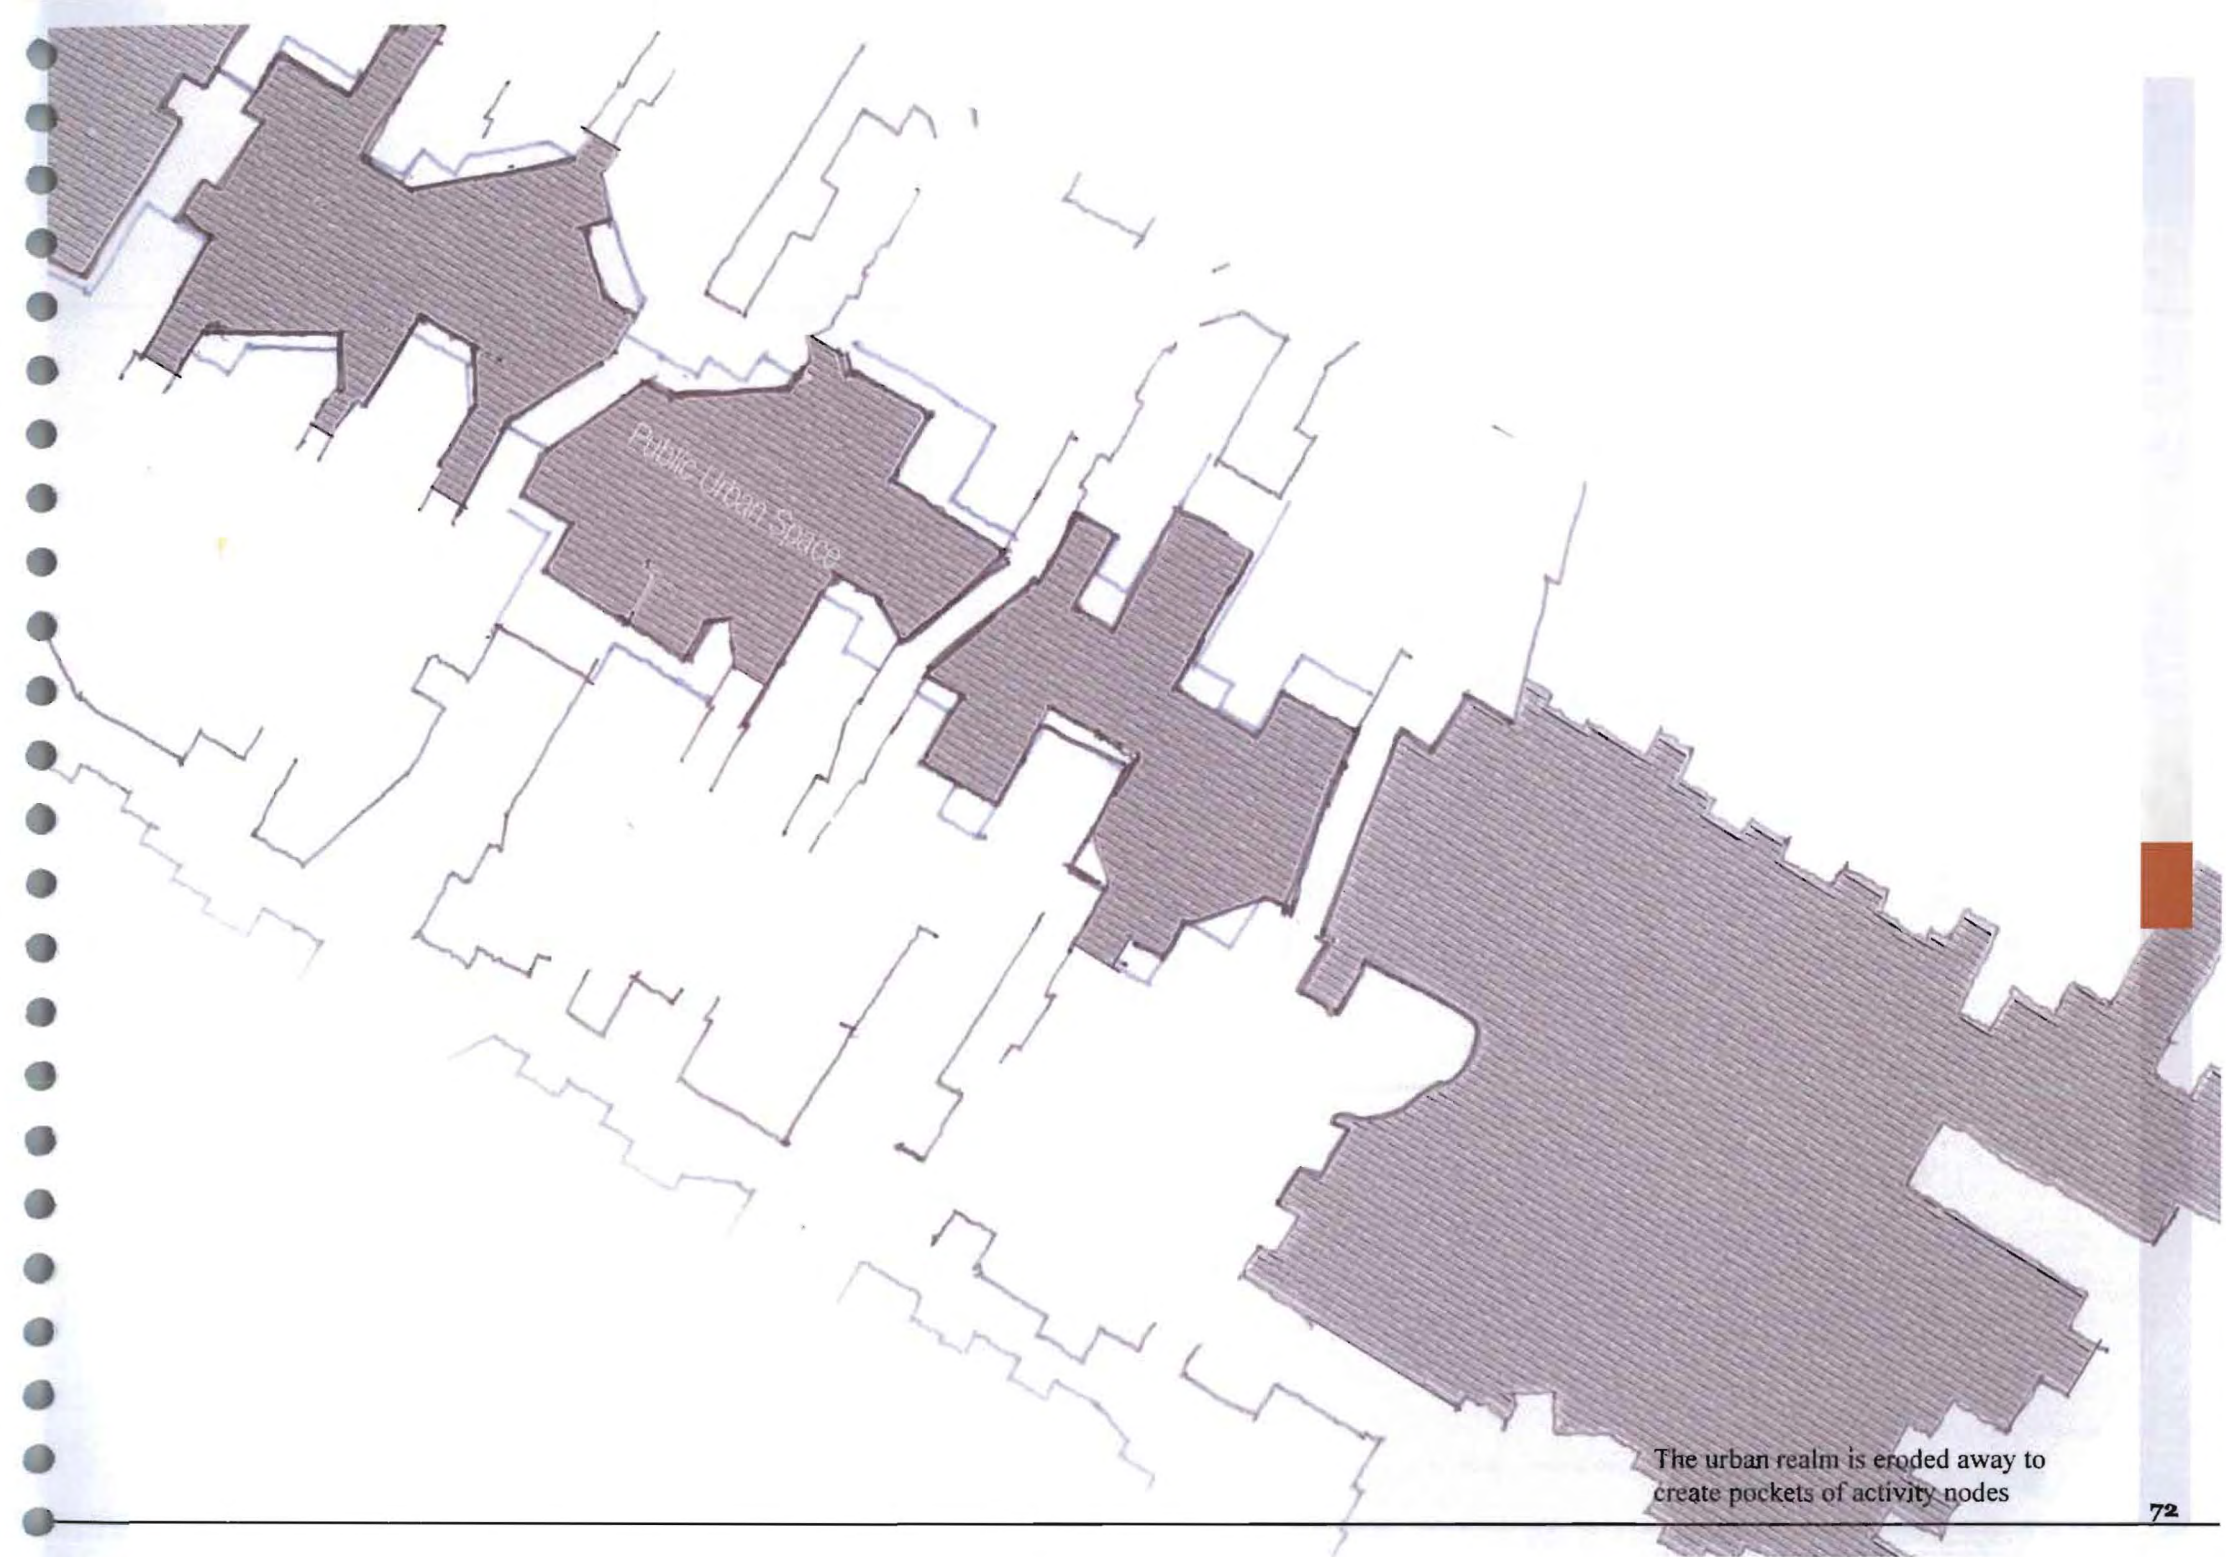 Public Urban Space
The urban realm is eroded away to
create pockets of activity nodes
72